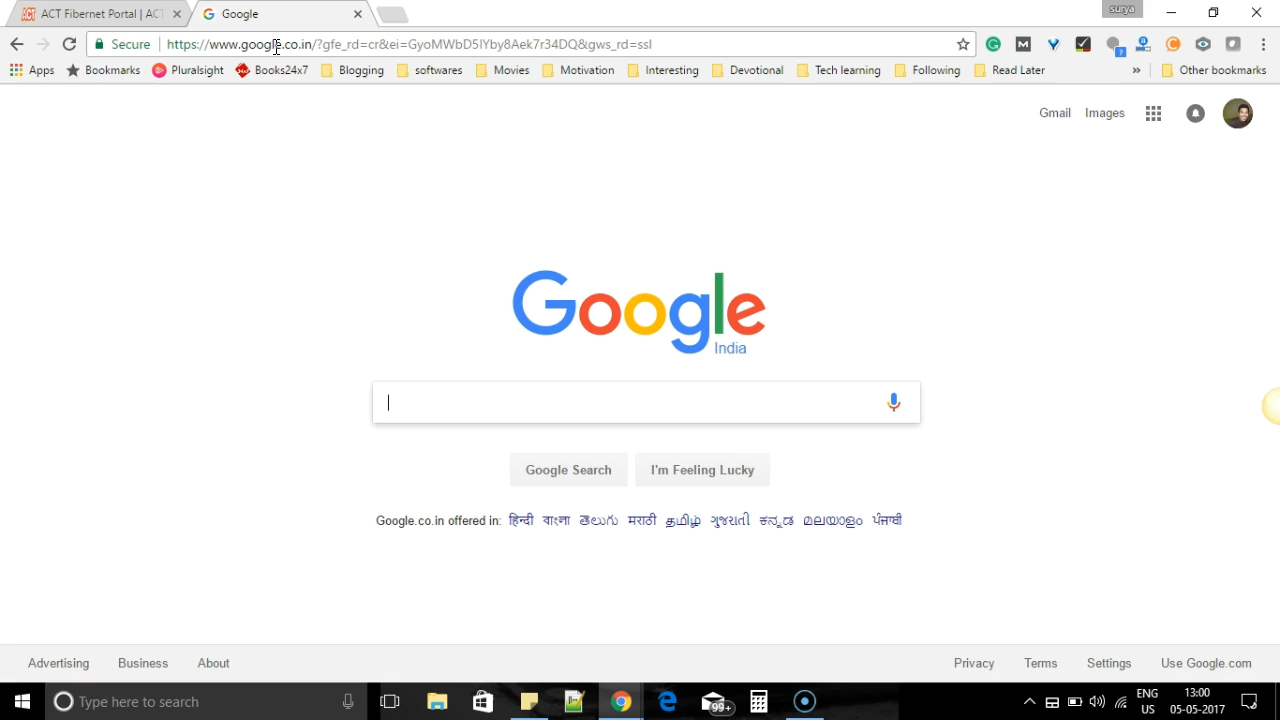 ACT Fibernet Portal | ACT
Google
surya
Secure https://www.google.co.in/?gfe_rd=cr&ei=GyoMWbD5IYby8Aek7r34DQ&gws_rd=ssl
Apps Bookmarks Pluralsight Books24x7 Blogging softwares Movies Motivation Interesting Devotional Tech learning Following Read Later » Other bookmarks
Gmail Images
Google
India
Google Search I'm Feeling Lucky
Google.co.in offered in: हिन्दी বাংলা తెలుగు मराठी தமிழ் ગુજરાતી ಕನ್ನಡ മലയാളം ਪੰਜਾਬੀ
Advertising Business About Privacy Terms Settings Use Google.com
Type here to search
99+
ENG 13:00
US 05-05-2017